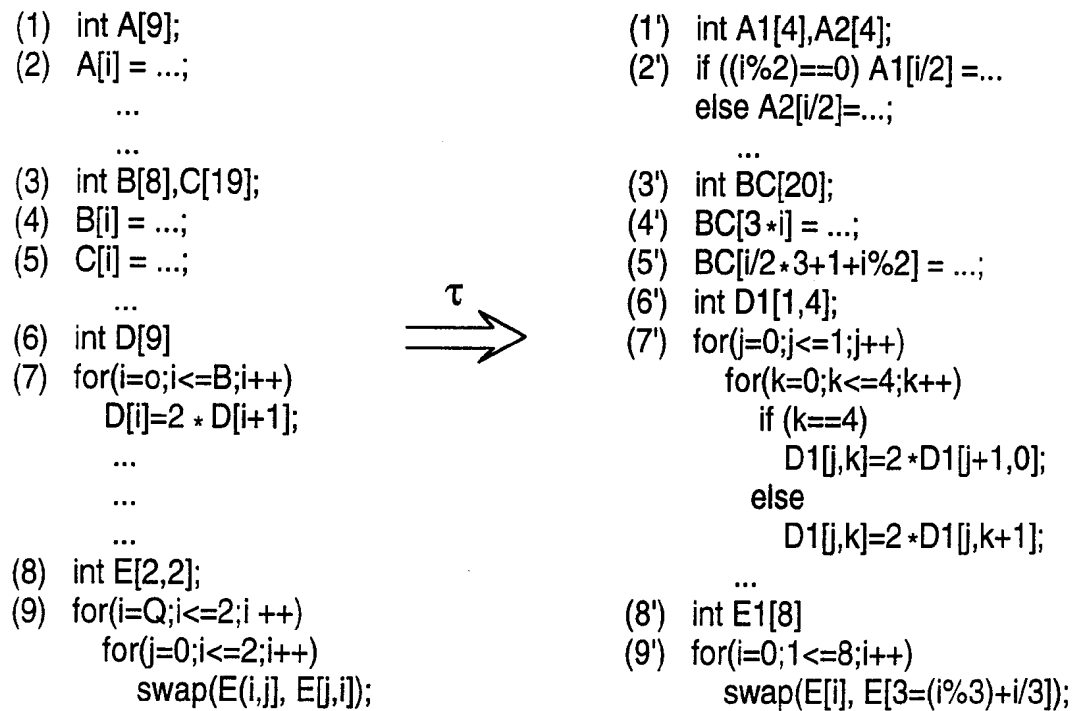 (1) int A[9];
(2) A[i] = ...;
...
...
(3) int B[8],C[19];
(4) B[i] = ...;
(5) C[i] = ...;
...
(6) int D[9]
(7) for(i=o;i<=B;i++)
D[i]=2 * D[i+1];
...
...
...
(8) int E[2,2];
(9) for(i=Q;i<=2;i ++)
for(j=0;i<=2;i++)
swap(E(i,j], E[j,i]);
τ
(1') int A1[4],A2[4];
(2') if ((i%2)==0) A1[i/2] =...
else A2[i/2]=...;
...
(3') int BC[20];
(4') BC[3*i] = ...;
(5') BC[i/2*3+1+i%2] = ...;
(6') int D1[1,4];
(7') for(j=0;j<=1;j++)
for(k=0;k<=4;k++)
if (k==4)
D1[j,k]=2*D1[j+1,0];
else
D1[j,k]=2*D1[j,k+1];
...
(8') int E1[8]
(9') for(i=0;1<=8;i++)
swap(E[i], E[3=(i%3)+i/3]);